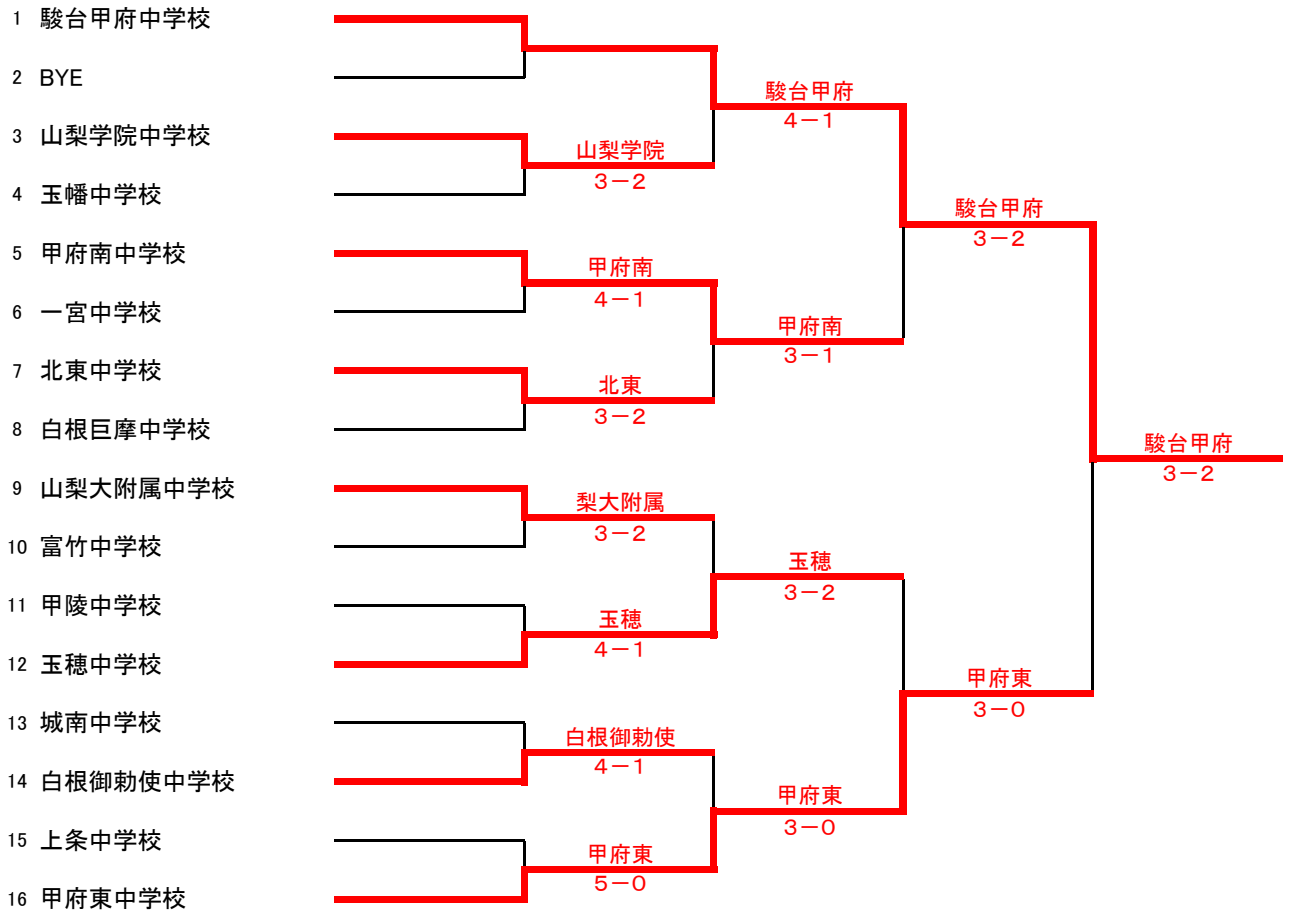 1 駿台甲府中学校
2 BYE
3 山梨学院中学校
4 玉幡中学校
5 甲府南中学校
6 一宮中学校
7 北東中学校
8 白根巨摩中学校
9 山梨大附属中学校
10 富竹中学校
11 甲陵中学校
12 玉穂中学校
13 城南中学校
14 白根御勅使中学校
15 上条中学校
16 甲府東中学校
山梨学院
3－2
甲府南
4－1
北東
3－2
梨大附属
3－2
玉穂
4－1
白根御勅使
4－1
甲府東
5－0
駿台甲府
4－1
甲府南
3－1
玉穂
3－2
甲府東
3－0
駿台甲府
3－2
甲府東
3－0
駿台甲府
3－2